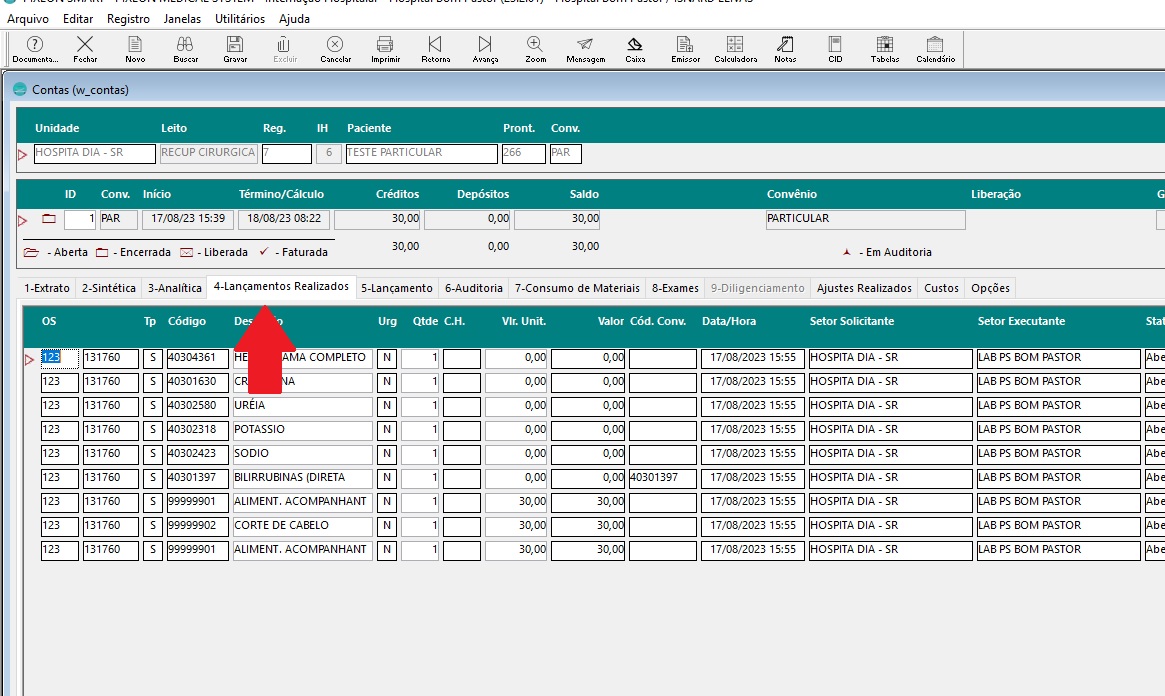 Arquivo Editar Registro Janelas Utilitários Ajuda
Documenta... Fechar Novo Buscar Gravar Excluir Cancelar Imprimir Retorna Avança Zoom Mensagem Caixa Emissor Calculadora Notas CID Tabelas Calendário
Contas (w_contas)
Unidade Leito Reg. IH Paciente Pront. Conv.
HOSPITA DIA - SR RECUP CIRURGICA 7 6 TESTE PARTICULAR 266 PAR
ID Conv. Início Término/Cálculo Créditos Depósitos Saldo Convênio Liberação G
1 PAR 17/08/23 15:39 18/08/23 08:22 30,00 0,00 30,00 PARTICULAR
30,00 0,00 30,00
- Aberta - Encerrada - Liberada - Faturada - Em Auditoria
1-Extrato 2-Sintética 3-Analítica 4-Lançamentos Realizados 5-Lançamento 6-Auditoria 7-Consumo de Materiais 8-Exames 9-Diligenciamento Ajustes Realizados Custos Opções
OS Tp Código Urg Qtde C.H. Vlr. Unit. Valor Cód. Conv. Data/Hora Setor Solicitante Setor Executante Stat
123 131760 S 40304361 COMPLETO N 1 0,00 0,00 17/08/2023 15:55 HOSPITA DIA - SR LAB PS BOM PASTOR Abe
123 131760 S 40301630 N 1 0,00 0,00 17/08/2023 15:55 HOSPITA DIA - SR LAB PS BOM PASTOR Abe
123 131760 S 40302580 URÉIA N 1 0,00 0,00 17/08/2023 15:55 HOSPITA DIA - SR LAB PS BOM PASTOR Abe
123 131760 S 40302318 POTASSIO N 1 0,00 0,00 17/08/2023 15:55 HOSPITA DIA - SR LAB PS BOM PASTOR Abe
123 131760 S 40302423 SODIO N 1 0,00 0,00 17/08/2023 15:55 HOSPITA DIA - SR LAB PS BOM PASTOR Abe
123 131760 S 40301397 BILIRRUBINAS (DIRETA N 1 0,00 0,00 40301397 17/08/2023 15:55 HOSPITA DIA - SR LAB PS BOM PASTOR Abe
123 131760 S 99999901 ALIMENT. ACOMPANHANT N 1 30,00 30,00 17/08/2023 15:55 HOSPITA DIA - SR LAB PS BOM PASTOR Abe
123 131760 S 99999902 CORTE DE CABELO N 1 30,00 30,00 17/08/2023 15:55 HOSPITA DIA - SR LAB PS BOM PASTOR Abe
123 131760 S 99999901 ALIMENT. ACOMPANHANT N 1 30,00 30,00 17/08/2023 15:55 HOSPITA DIA - SR LAB PS BOM PASTOR Abe